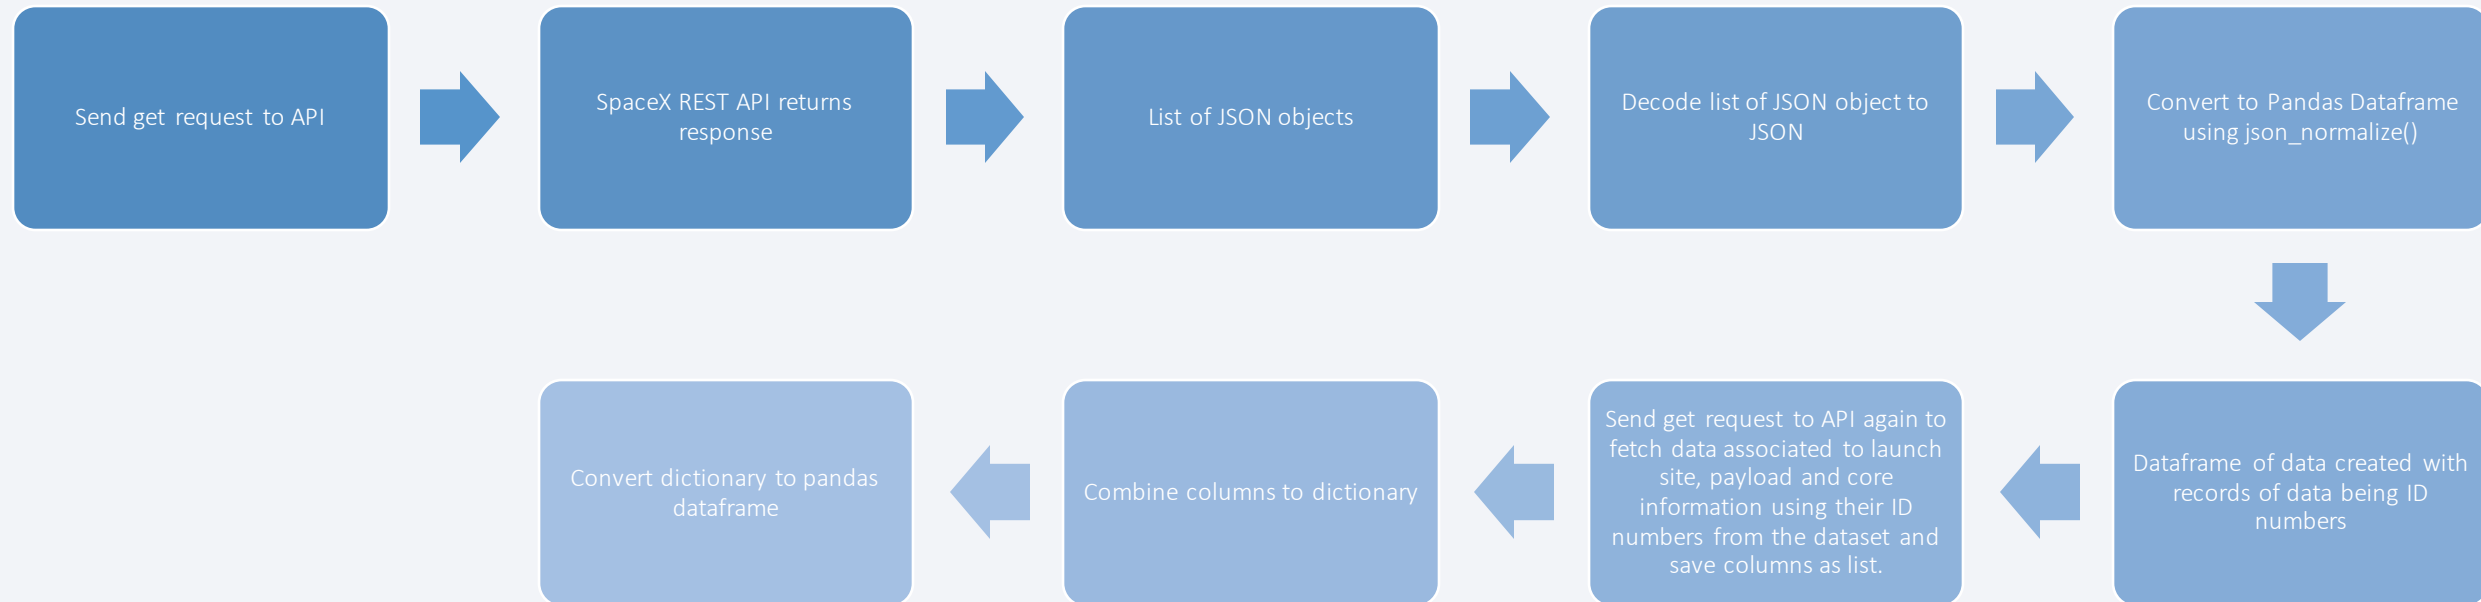 Send get request to API
SpaceX REST API returns
response
List of JSON objects
Decode list of JSON object to
JSON
Convert to Pandas Dataframe
using json_normalize()
Dataframe of data created with
records of data being ID
numbers
Send get request to API again to
fetch data associated to launch
site, payload and core
information using their ID
numbers from the dataset and
save columns as list.
Combine columns to dictionary
Convert dictionary to pandas
dataframe